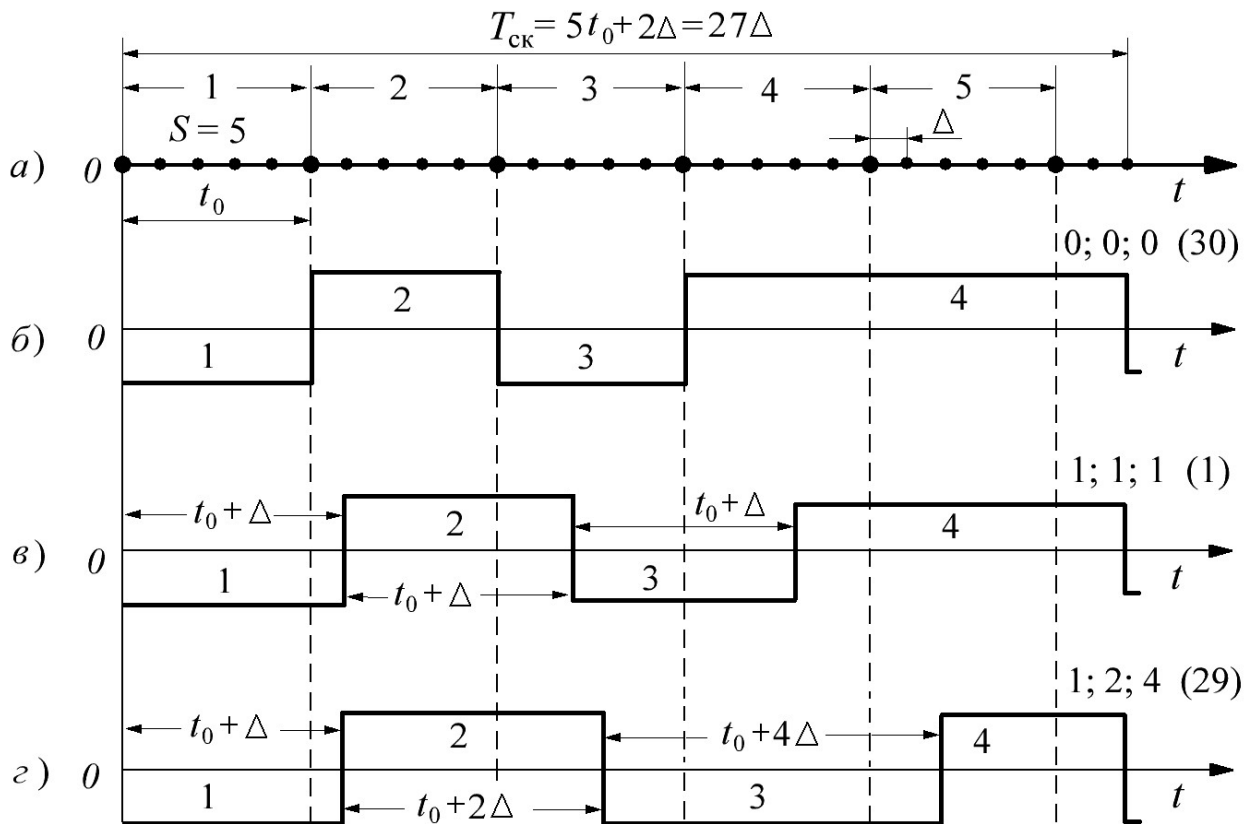 Tск = 5t0 + 2Δ = 27Δ
1 2 3 4 5
S = 5
Δ
а) 0 t
t0
0; 0; 0 (30)
2 4
б) 0 t
1 3
1; 1; 1 (1)
t0 + Δ 2 t0 + Δ 4
в) 0 t
1 t0 + Δ 3
1; 2; 4 (29)
t0 + Δ 2 t0 + 4Δ 4
г) 0 t
1 t0 + 2Δ 3